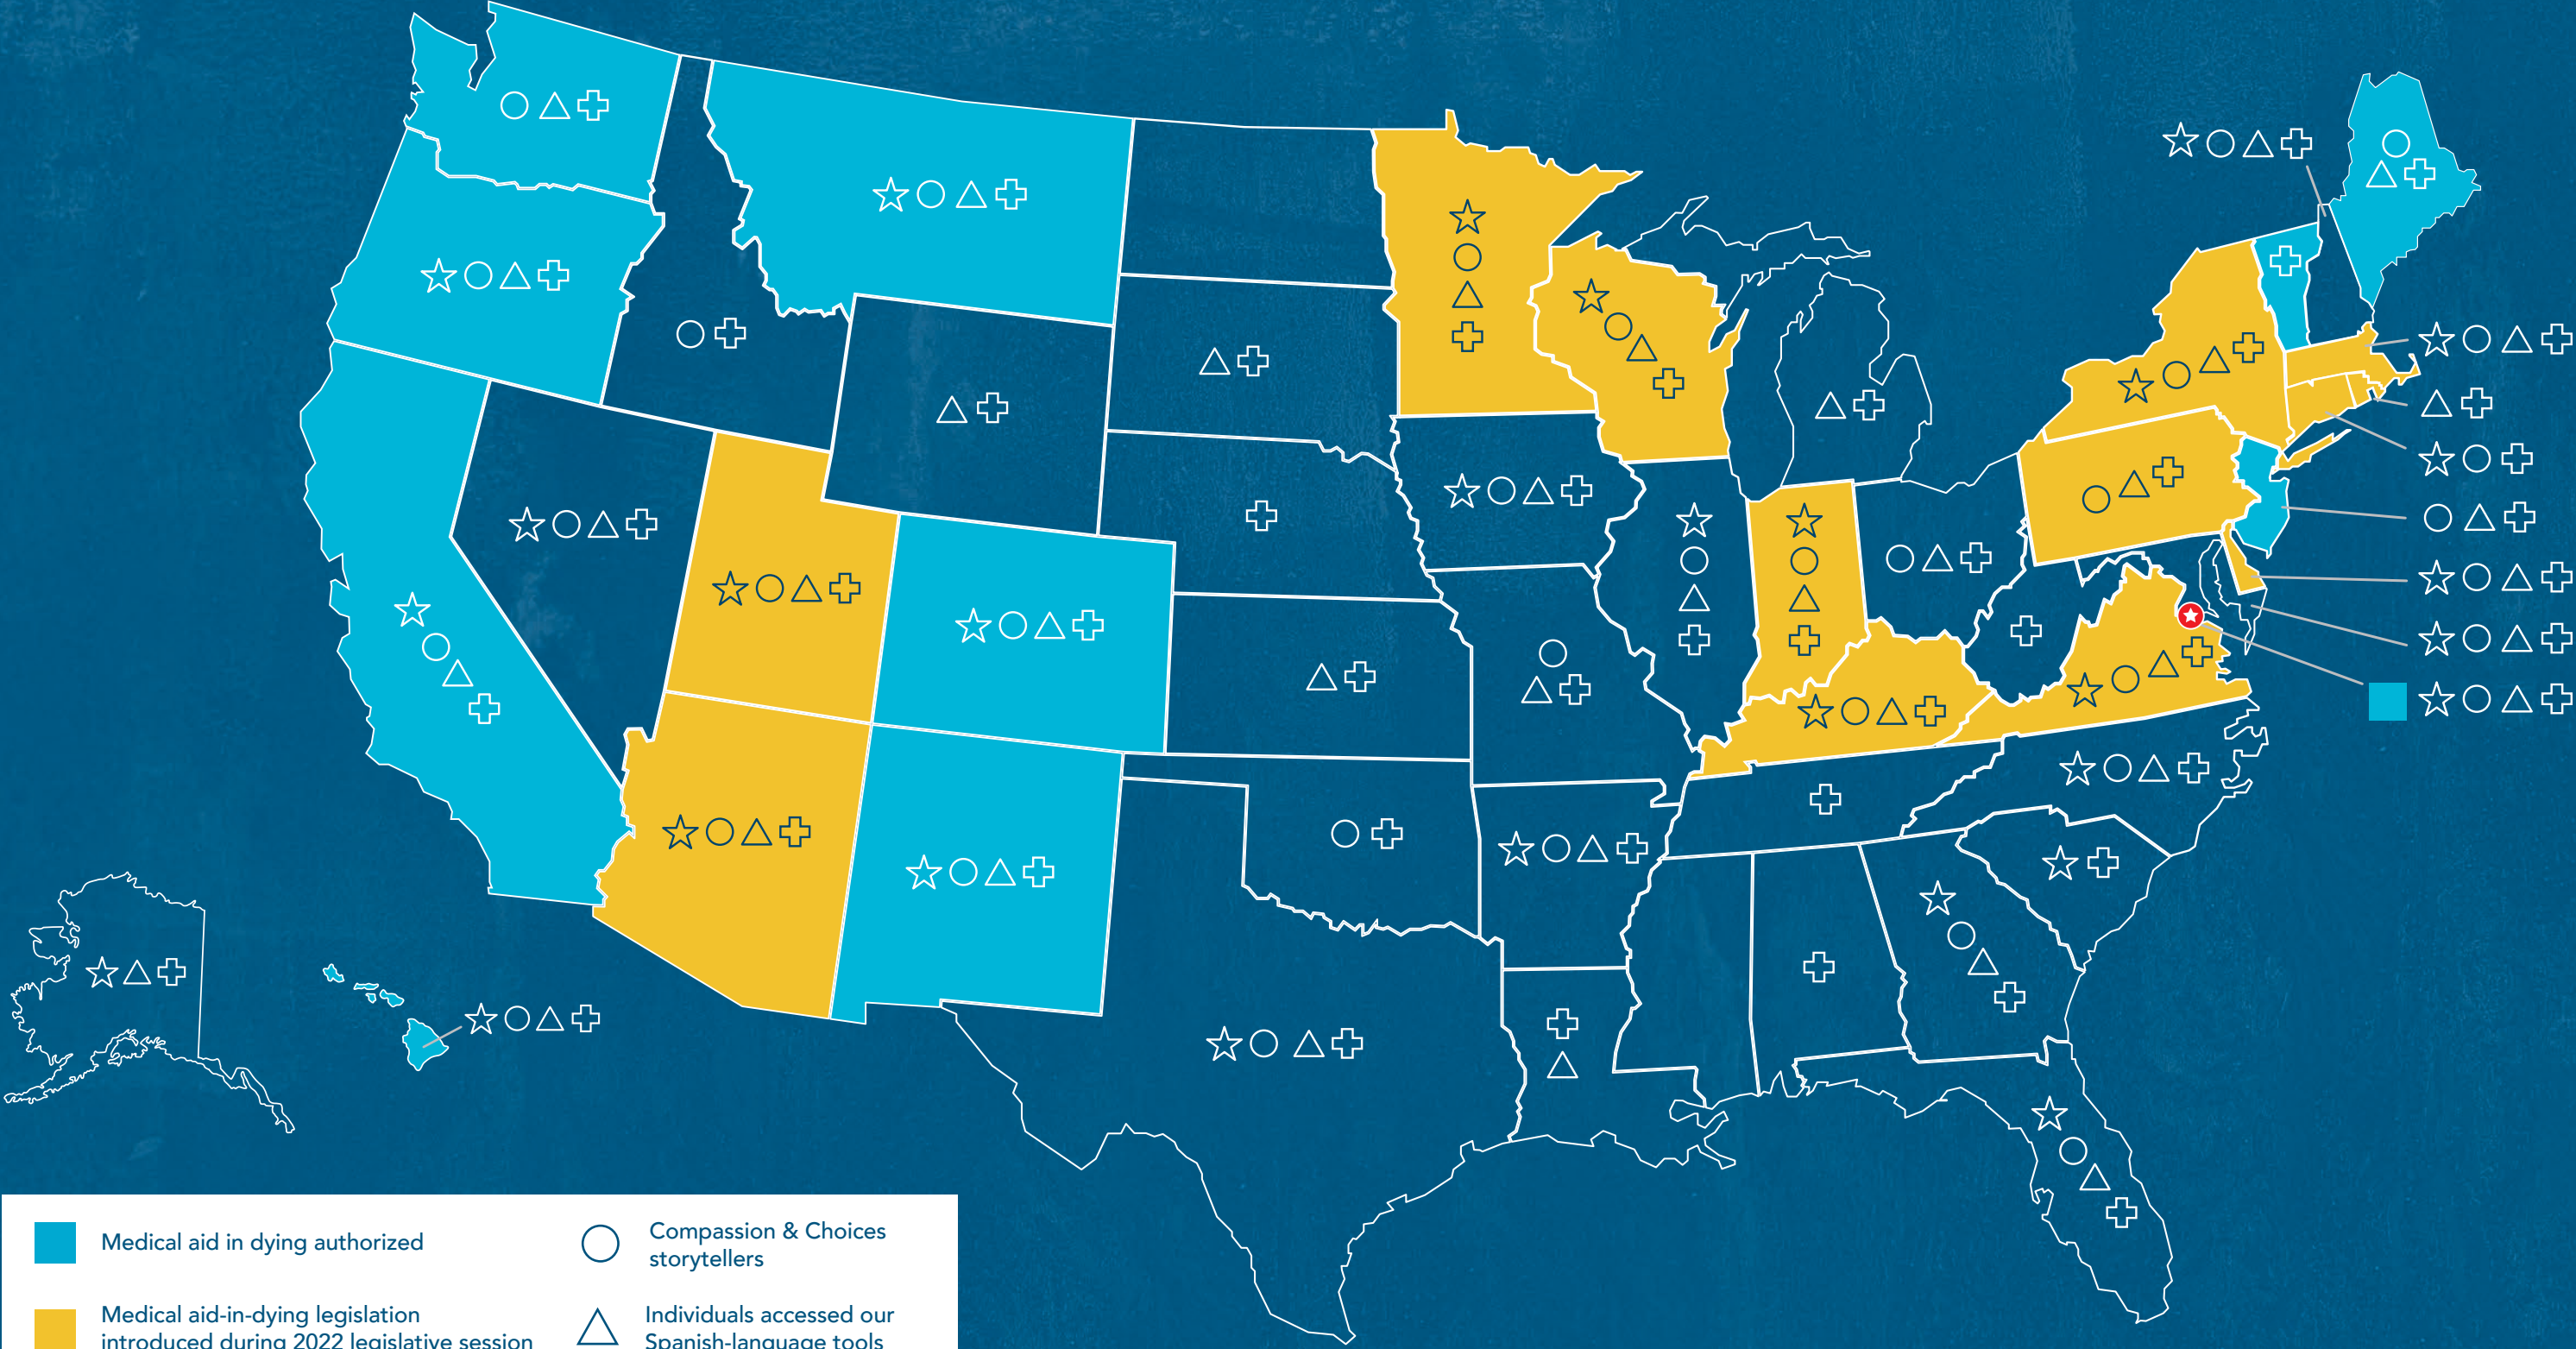 Medical aid in dying authorized
Medical aid-in-dying legislation
introduced during 2022 legislative session
Compassion & Choices
storytellers
Individuals accessed our
Spanish-language tools